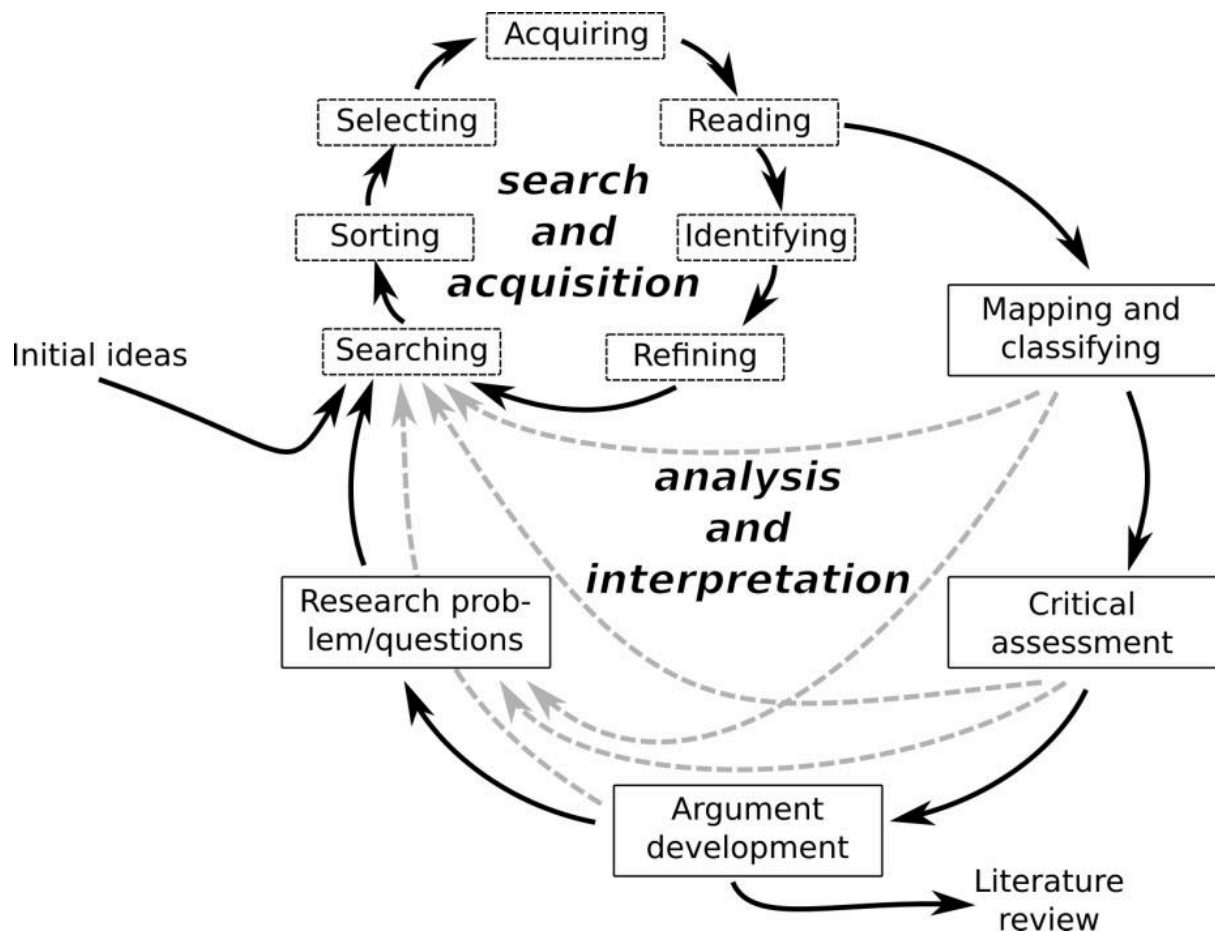 Acquiring
Selecting
Reading
search
and
acquisition
Sorting
Identifying
Initial ideas
Searching
Refining
Mapping and
classifying
analysis
and
interpretation
Research prob-
lem/questions
Critical
assessment
Argument
development
Literature
review